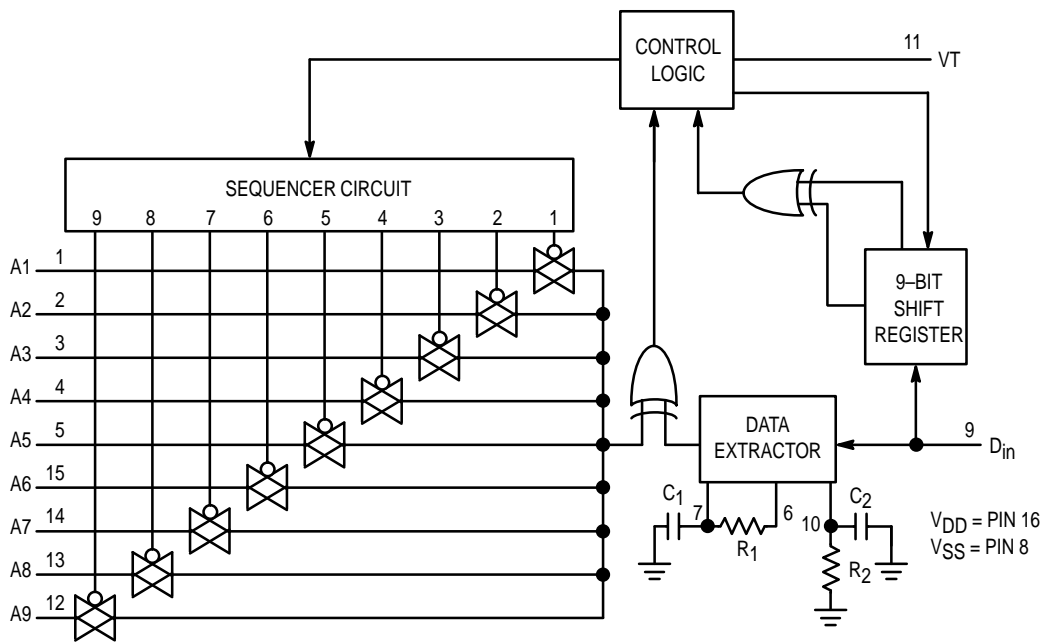 CONTROL
LOGIC
11
VT
SEQUENCER CIRCUIT
9 8 7 6 5 4 3 2 1
A1 1
A2 2
A3 3
A4 4
A5 5
A6 15
A7 14
A8 13
A9 12
9–BIT
SHIFT
REGISTER
DATA
EXTRACTOR
9
Din
C1
7
R1
6
10
C2
R2
VDD = PIN 16
VSS = PIN 8